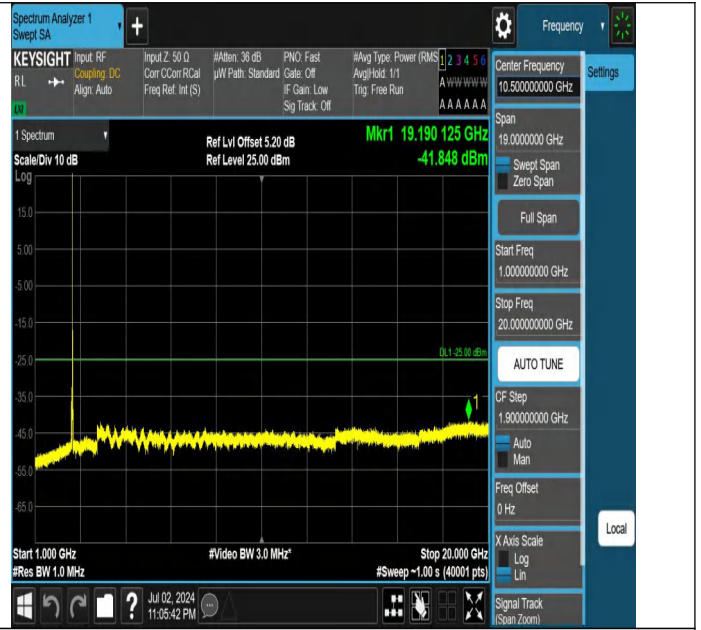 Spectrum Analyzer 1
Swept SA
+
Frequency
KEYSIGHT
RL
LXI
Input: RF
Coupling: DC
Align: Auto
Input Z: 50 Ω
Corr CCorr RCal
Freq Ref: Int (S)
#Atten: 36 dB
µW Path: Standard
PNO: Fast
Gate: Off
IF Gain: Low
Sig Track: Off
#Avg Type: Power (RMS
Avg|Hold: 1/1
Trig: Free Run
1 2 3 4 5 6
A W W W W W
A A A A A A
Center Frequency
10.500000000 GHz
Settings
Span
19.0000000 GHz
Swept Span
Zero Span
Full Span
Start Freq
1.000000000 GHz
Stop Freq
20.000000000 GHz
AUTO TUNE
CF Step
1.900000000 GHz
Auto
Man
Freq Offset
0 Hz
X Axis Scale
Log
Lin
Signal Track
(Span Zoom)
Local
1 Spectrum
Scale/Div 10 dB
Log
Ref Lvl Offset 5.20 dB
Ref Level 25.00 dBm
Mkr1 19.190 125 GHz
-41.848 dBm
15.0
5.00
-5.00
-15.0
-25.0
-35.0
-45.0
-55.0
-65.0
DL1 -25.00 dBm
1
Start 1.000 GHz
#Res BW 1.0 MHz
#Video BW 3.0 MHz*
Stop 20.000 GHz
#Sweep ~1.00 s (40001 pts)
?
Jul 02, 2024
11:05:42 PM